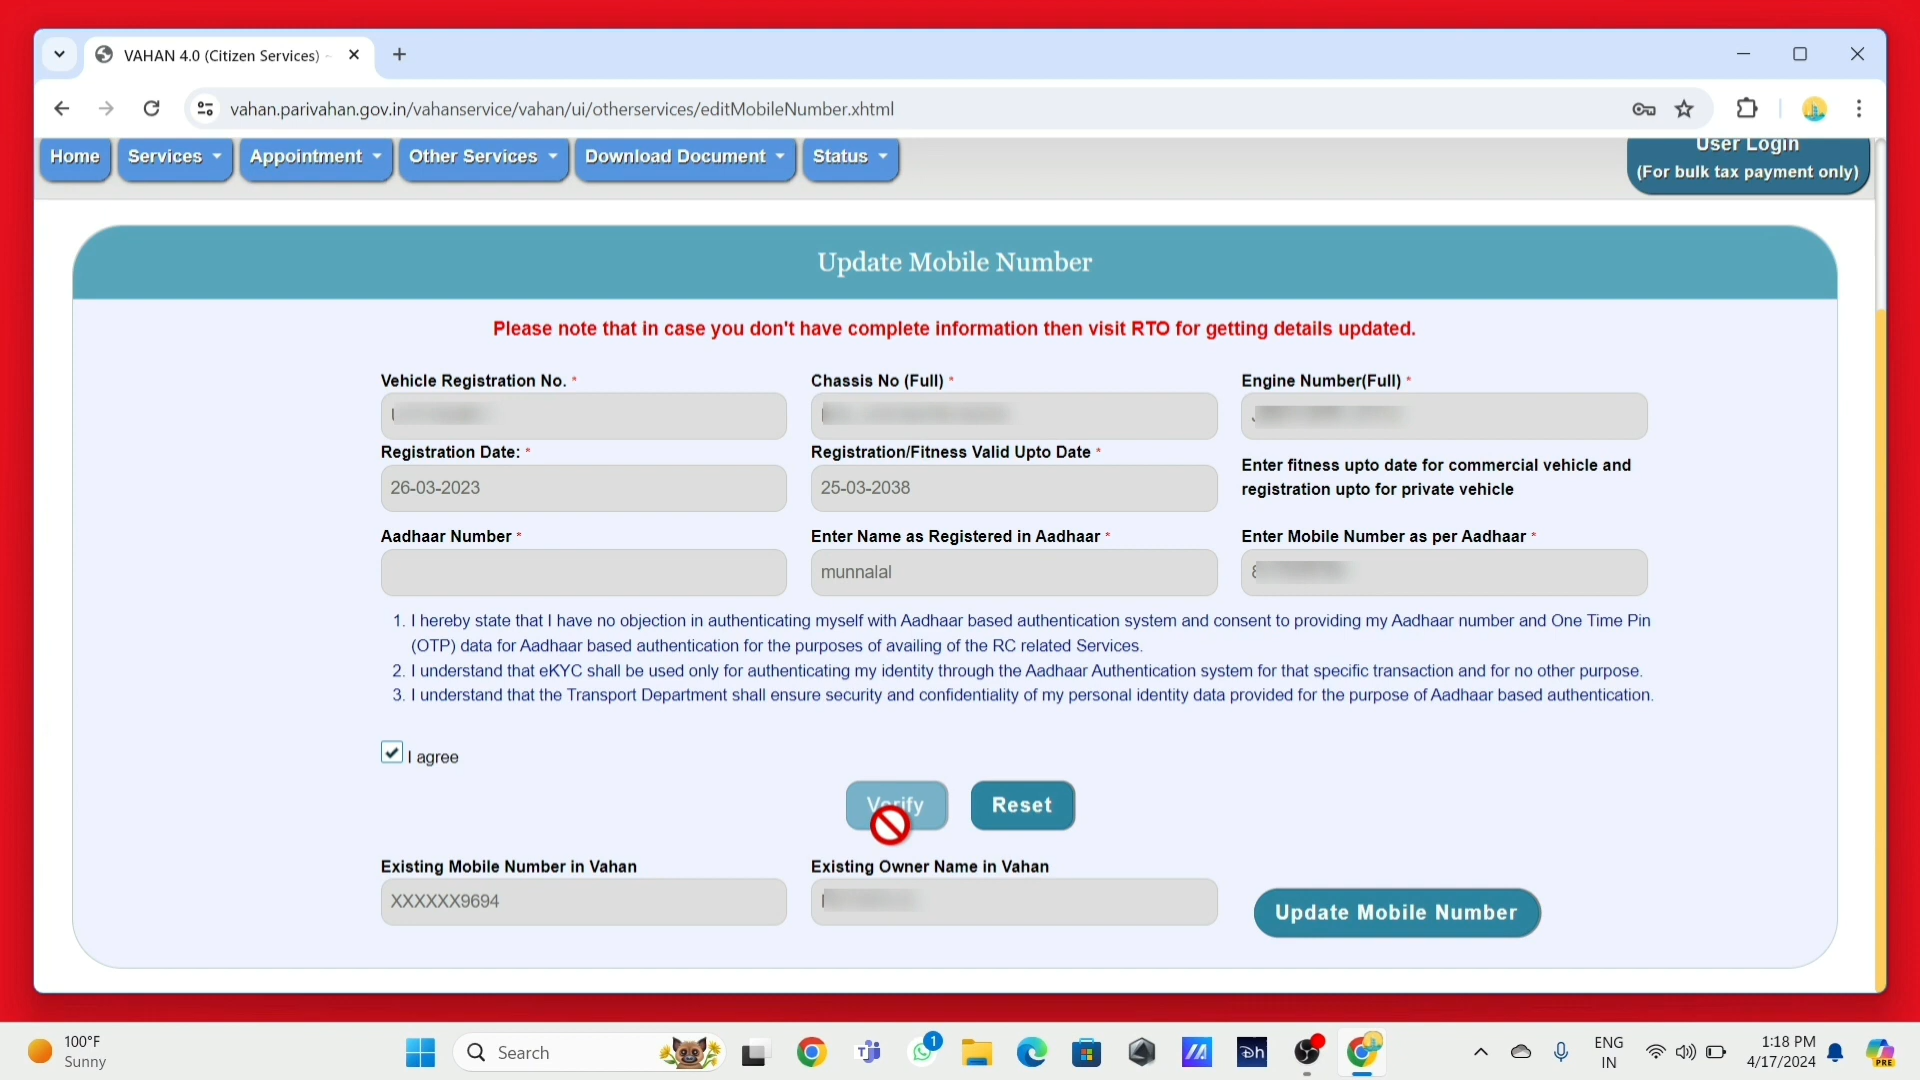 VAHAN 4.0 (Citizen Services)
vahan.parivahan.gov.in/vahanservice/vahan/ui/otherservices/editMobileNumber.xhtml
Home Services Appointment Other Services Download Document Status
User Login
(For bulk tax payment only)
Update Mobile Number
Please note that in case you don't have complete information then visit RTO for getting details updated.
Vehicle Registration No. * Chassis No (Full) * Engine Number(Full) *
Registration Date: * Registration/Fitness Valid Upto Date *
26-03-2023 25-03-2038
Enter fitness upto date for commercial vehicle and
registration upto for private vehicle
Aadhaar Number * Enter Name as Registered in Aadhaar * Enter Mobile Number as per Aadhaar *
munnalal 8
1. I hereby state that I have no objection in authenticating myself with Aadhaar based authentication system and consent to providing my Aadhaar number and One Time Pin
(OTP) data for Aadhaar based authentication for the purposes of availing of the RC related Services.
2. I understand that eKYC shall be used only for authenticating my identity through the Aadhaar Authentication system for that specific transaction and for no other purpose.
3. I understand that the Transport Department shall ensure security and confidentiality of my personal identity data provided for the purpose of Aadhaar based authentication.
I agree
Verify Reset
Existing Mobile Number in Vahan Existing Owner Name in Vahan
XXXXXX9694
Update Mobile Number
100°F
Sunny
Search
1
Dh
PRE
ENG
IN
1:18 PM
4/17/2024